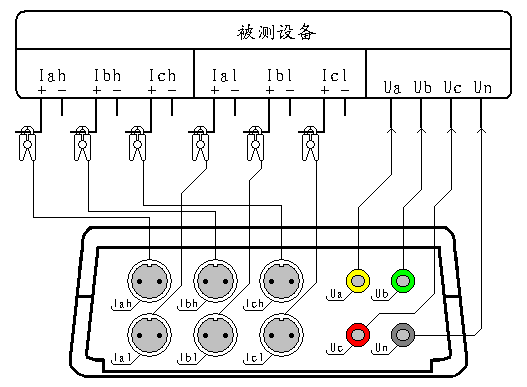 被测设备
Iah Ibh Ich Ial Ibl Icl
+ − + − + − + − + − + −
Ua Ub Uc Un
Iah Ibh Ich Ua Ub
Ial Ibl Icl Uc Un